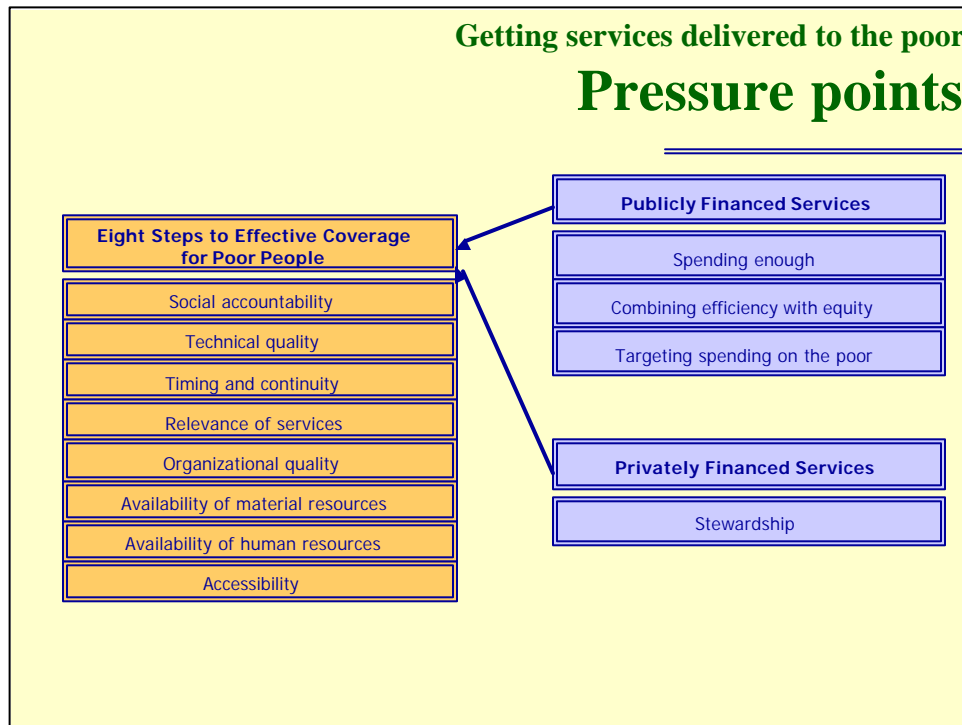 Getting services delivered to the poor
Pressure points
Eight Steps to Effective Coverage
for Poor People
Social accountability
Technical quality
Timing and continuity
Relevance of services
Organizational quality
Availability of material resources
Availability of human resources
Accessibility
Publicly Financed Services
Spending enough
Combining efficiency with equity
Targeting spending on the poor
Privately Financed Services
Stewardship